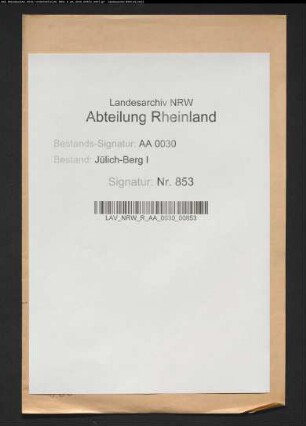 Landesarchiv NRW
Abteilung Rheinland
Bestands-Signatur: AA 0030
Bestand: Jülich-Berg I
Signatur: Nr. 853
LAV_NRW_R_AA_0030_00853